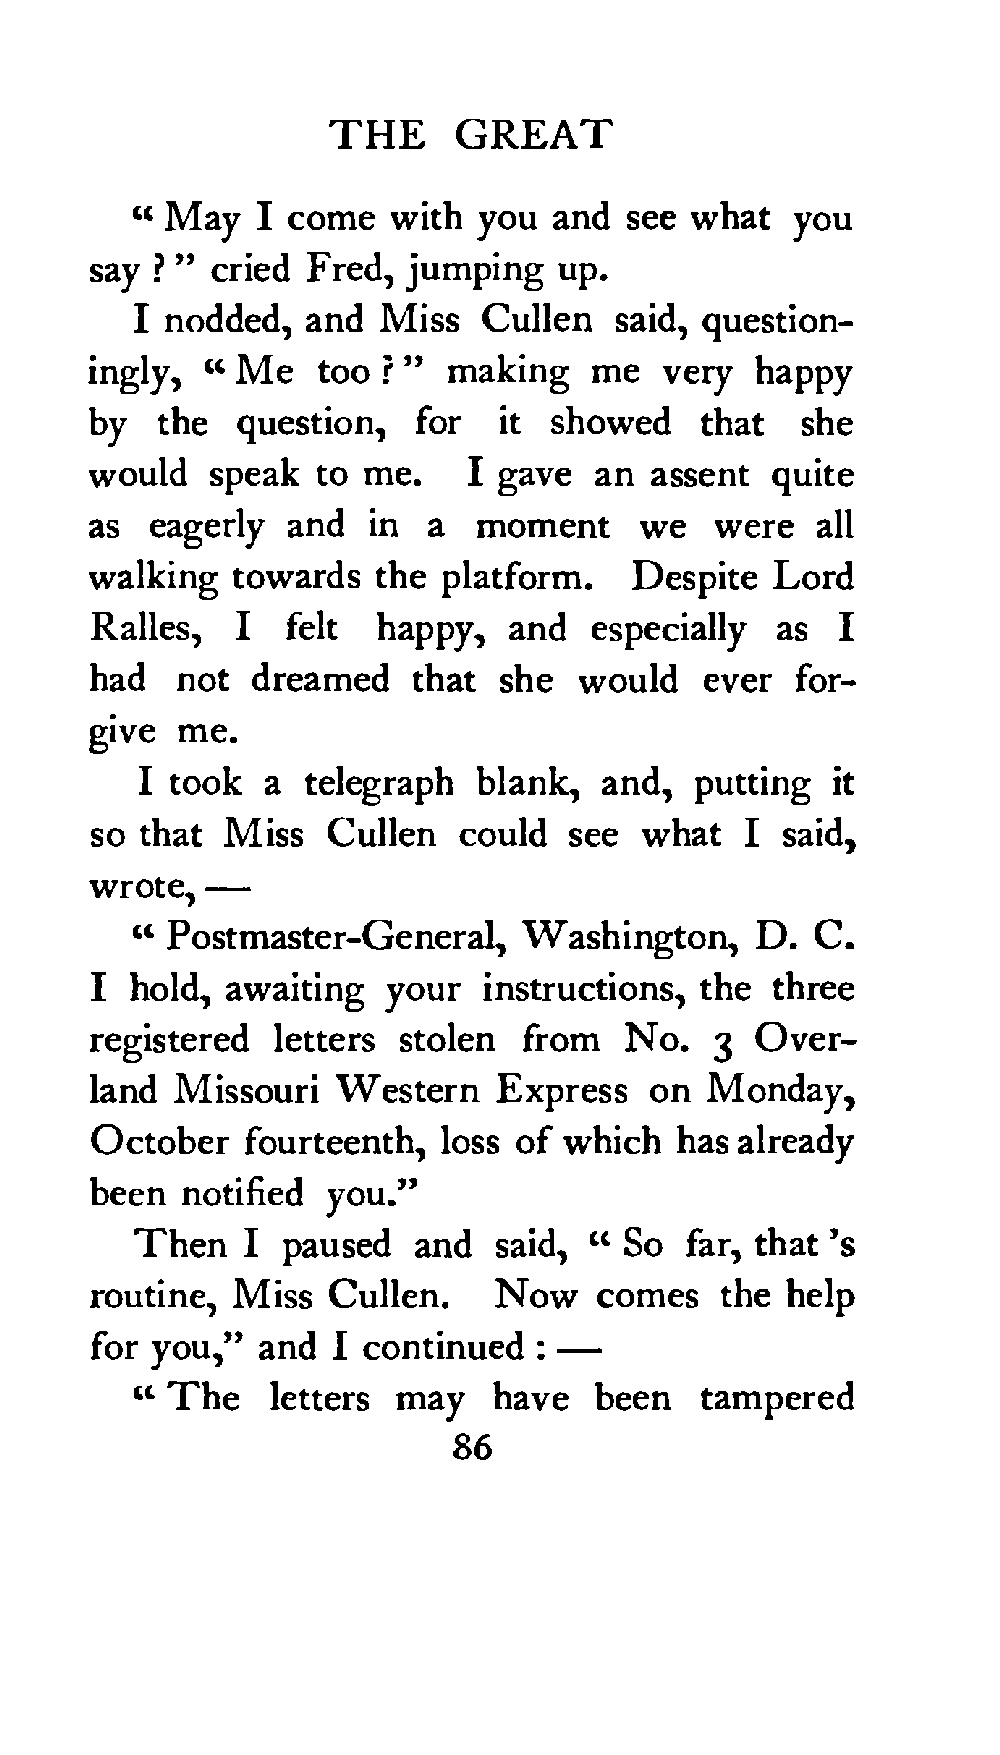 THE GREAT
“ May I come with you and see what you
say ? ” cried Fred, jumping up.
I nodded, and Miss Cullen said, question-
ingly, “ Me too ? ” making me very happy
by the question, for it showed that she
would speak to me. I gave an assent quite
as eagerly and in a moment we were all
walking towards the platform. Despite Lord
Ralles, I felt happy, and especially as I
had not dreamed that she would ever for-
give me.
I took a telegraph blank, and, putting it
so that Miss Cullen could see what I said,
wrote, —
“ Postmaster-General, Washington, D. C.
I hold, awaiting your instructions, the three
registered letters stolen from No. 3 Over-
land Missouri Western Express on Monday,
October fourteenth, loss of which has already
been notified you.”
Then I paused and said, “ So far, that ’s
routine, Miss Cullen. Now comes the help
for you,” and I continued : —
“ The letters may have been tampered
86